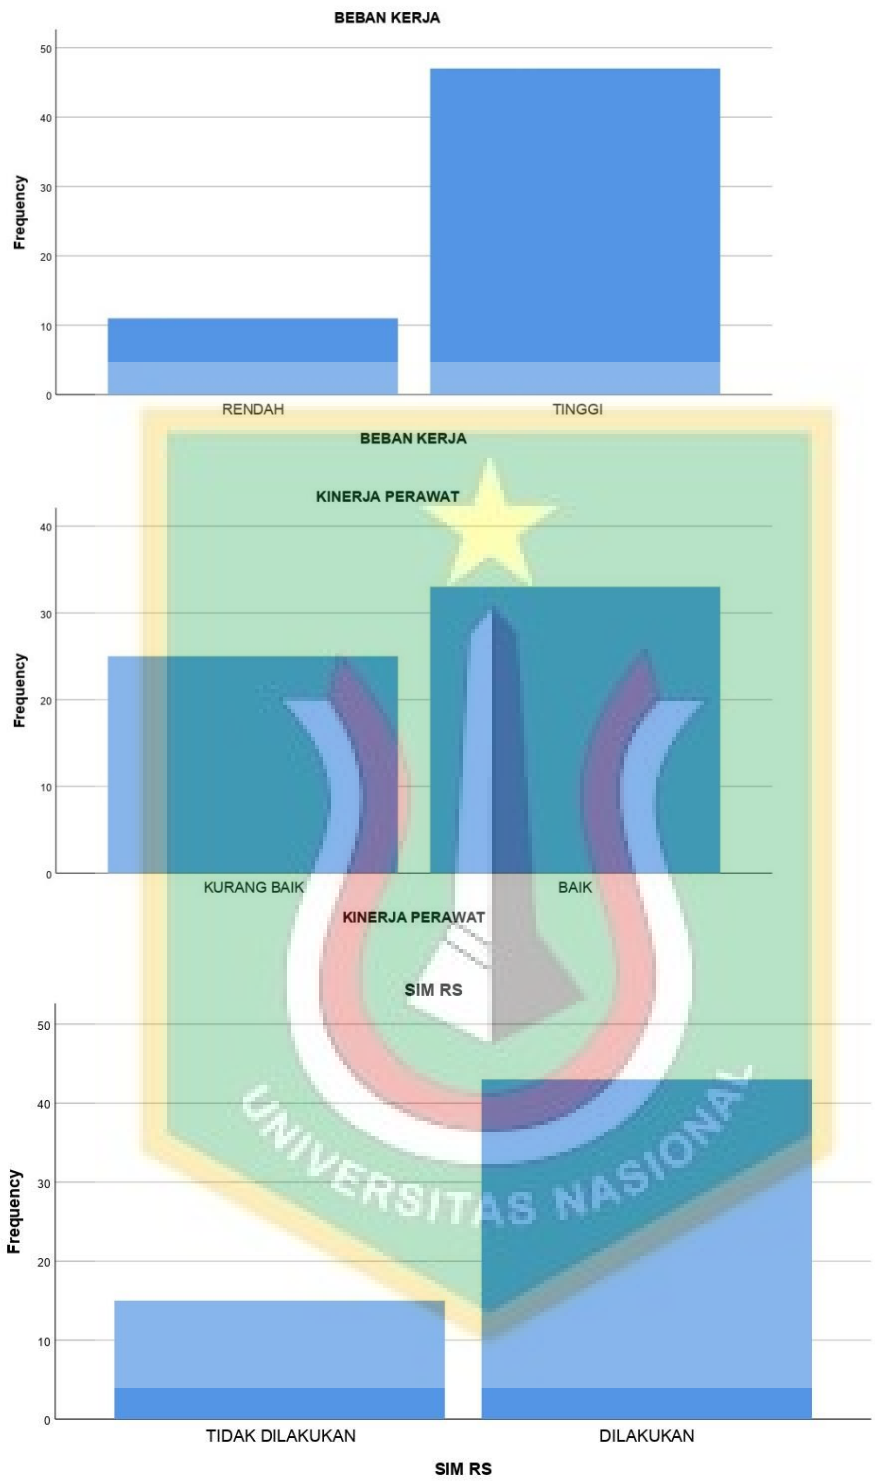 BEBAN KERJA
50
40
30
20
10
0
Frequency
RENDAH TINGGI
BEBAN KERJA
KINERJA PERAWAT
40
30
20
10
0
Frequency
KURANG BAIK BAIK
KINERJA PERAWAT
SIM RS
50
40
30
20
10
0
Frequency
UNIVERSITAS NASIONAL
TIDAK DILAKUKAN DILAKUKAN
SIM RS